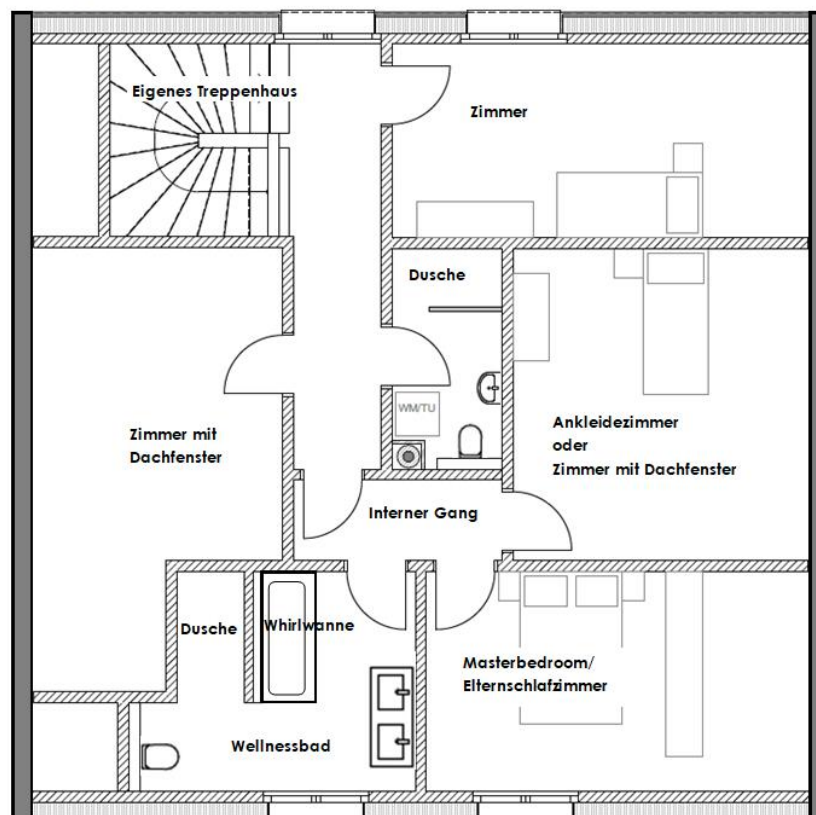 Eigenes Treppenhaus
Zimmer
Dusche
WM/TU
Zimmer mit
Dachfenster
Ankleidezimmer
oder
Zimmer mit Dachfenster
Interner Gang
Dusche
Whirlwanne
Masterbedroom/
Elternschlafzimmer
Wellnessbad